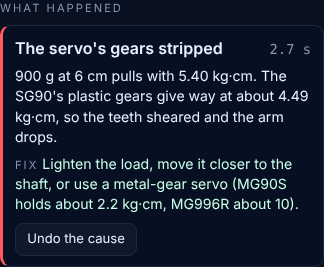 WHAT HAPPENED
The servo's gears stripped 2.7 s
900 g at 6 cm pulls with 5.40 kg·cm. The
SG90's plastic gears give way at about 4.49
kg·cm, so the teeth sheared and the arm
drops.
FIX Lighten the load, move it closer to the
shaft, or use a metal-gear servo (MG90S
holds about 2.2 kg·cm, MG996R about 10).
Undo the cause